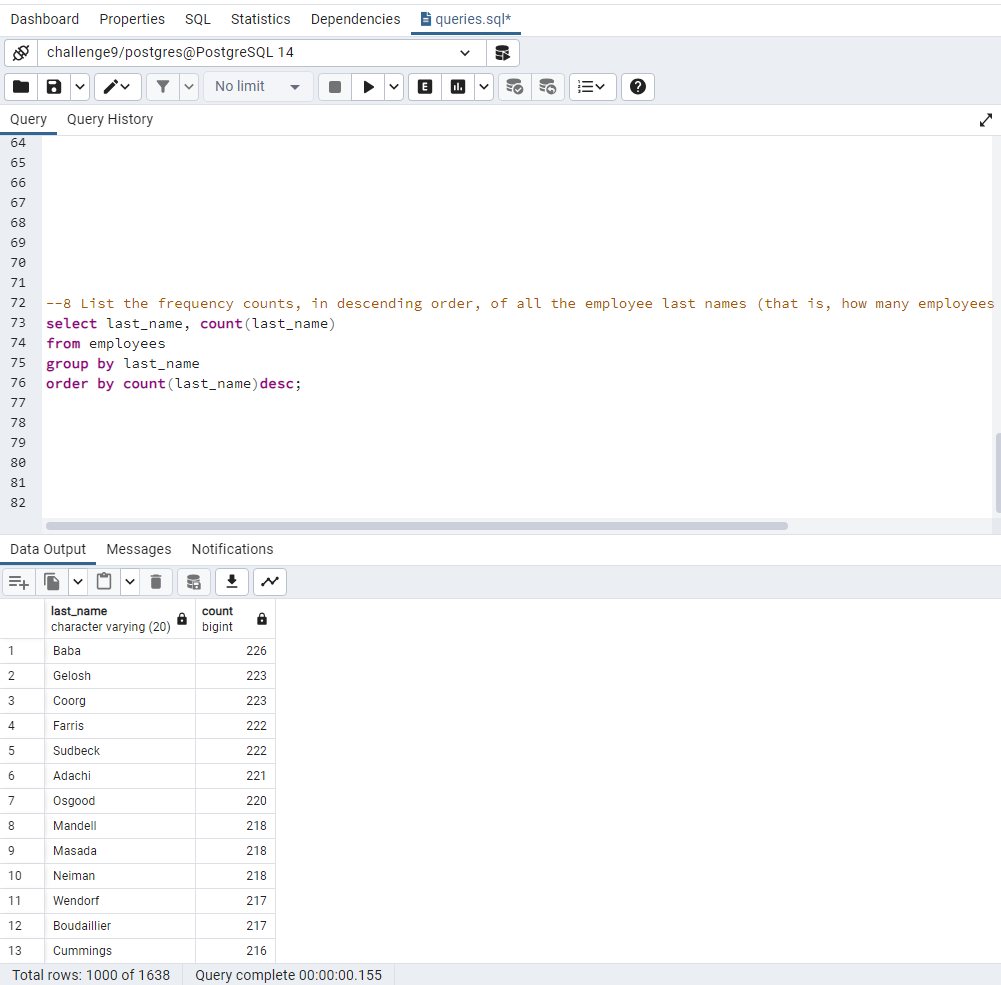 Dashboard Properties SQL Statistics Dependencies queries.sql*
challenge9/postgres@PostgreSQL 14
No limit E
Query Query History
64
65
66
67
68
69
70
71
72 --8 List the frequency counts, in descending order, of all the employee last names (that is, how many employees
73 select last_name, count(last_name)
74 from employees
75 group by last_name
76 order by count(last_name)desc;
77
78
79
80
81
82
Data Output Messages Notifications
last_name count
character varying (20) bigint
1 Baba 226
2 Gelosh 223
3 Coorg 223
4 Farris 222
5 Sudbeck 222
6 Adachi 221
7 Osgood 220
8 Mandell 218
9 Masada 218
10 Neiman 218
11 Wendorf 217
12 Boudaillier 217
13 Cummings 216
Total rows: 1000 of 1638 Query complete 00:00:00.155